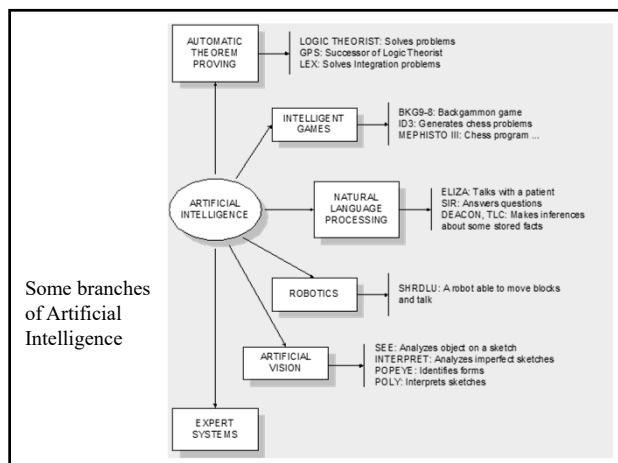 AUTOMATIC
THEOREM
PROVING
LOGIC THEORIST: Solves problems
GPS: Successor of Logic Theorist
LEX: Solves Integration problems
INTELLIGENT
GAMES
BKG9-8: Backgammon game
ID3: Generates chess problems
MEPHISTO III: Chess program ...
ARTIFICIAL
INTELLIGENCE
NATURAL
LANGUAGE
PROCESSING
ELIZA: Talks with a patient
SIR: Answers questions
DEACON, TLC: Makes inferences
about some stored facts
Some branches
of Artificial
Intelligence
ROBOTICS
SHRDLU: A robot able to move blocks
and talk
ARTIFICIAL
VISION
SEE: Analyzes object on a sketch
INTERPRET: Analyzes imperfect sketches
POPEYE: Identifies forms
POLY: Interprets sketches
EXPERT
SYSTEMS